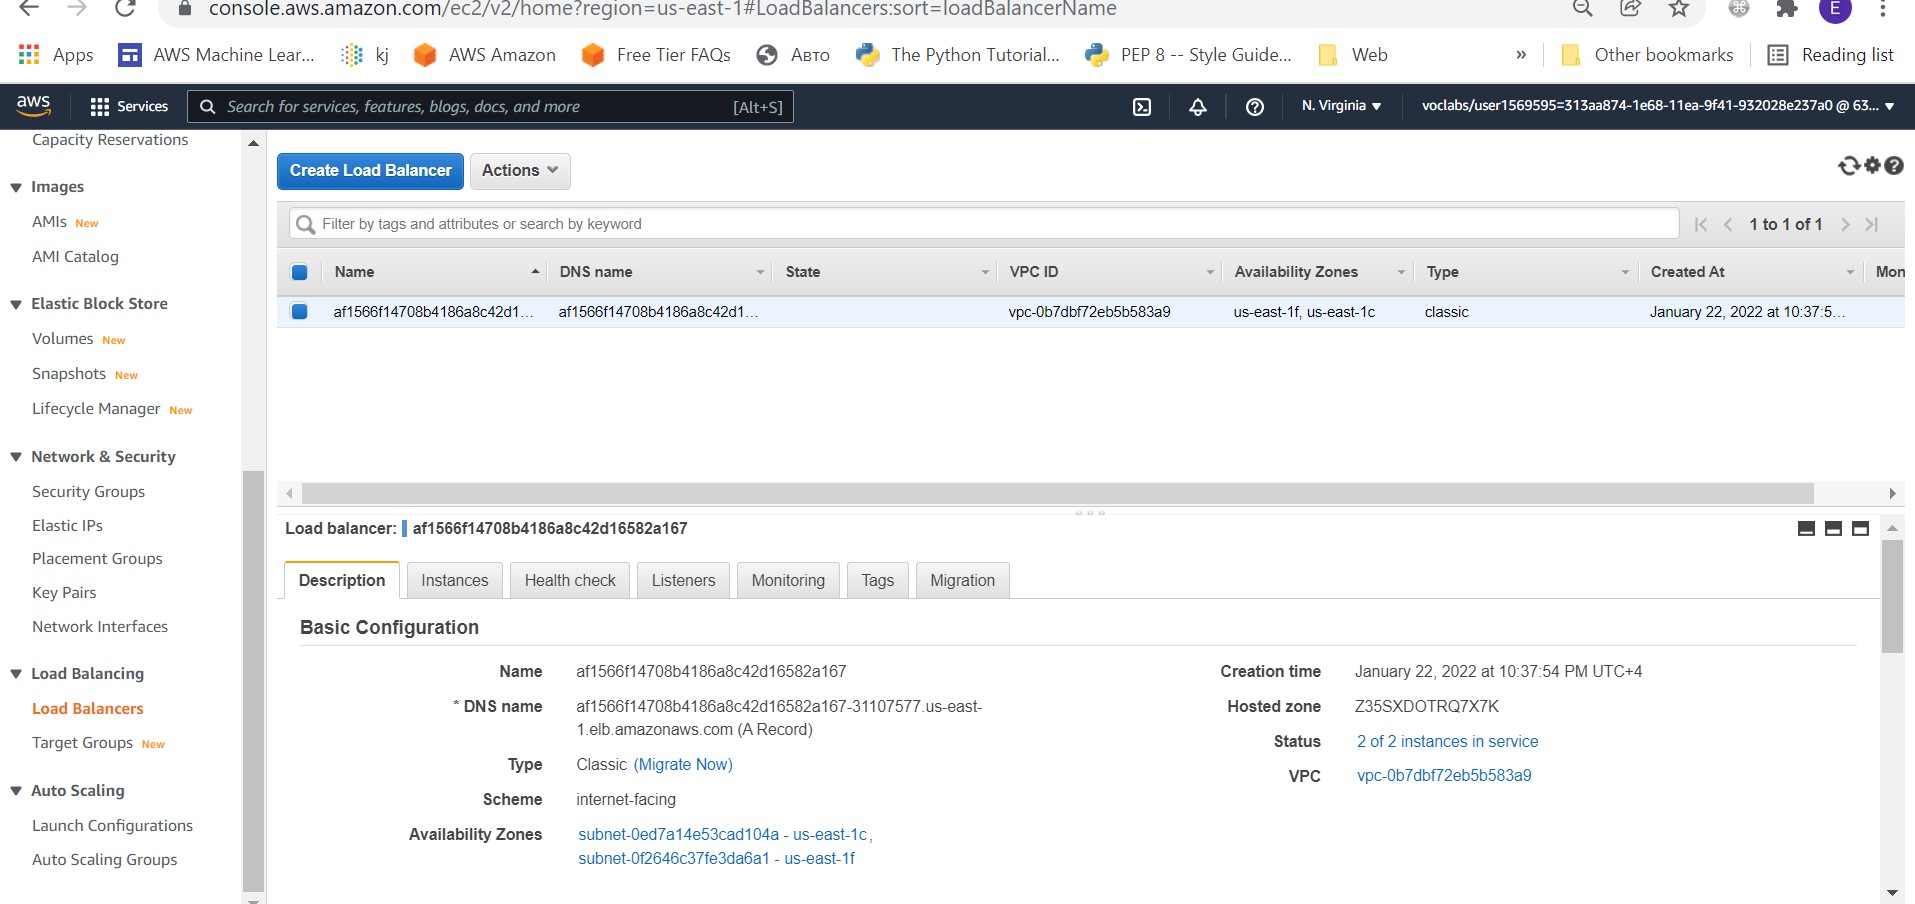 console.aws.amazon.com/ec2/v2/home?region=us-east-1#LoadBalancers:sort=loadBalancerName
E
Apps AWS Machine Lear... kj AWS Amazon Free Tier FAQs Авто The Python Tutorial... PEP 8 -- Style Guide... Web » Other bookmarks Reading list
aws Services Search for services, features, blogs, docs, and more [Alt+S] N. Virginia voclabs/user1569595=313aa874-1e68-11ea-9f41-932028e237a0 @ 63...
Capacity Reservations
Images
AMIs New
AMI Catalog
Elastic Block Store
Volumes New
Snapshots New
Lifecycle Manager New
Network & Security
Security Groups
Elastic IPs
Placement Groups
Key Pairs
Network Interfaces
Load Balancing
Load Balancers
Target Groups New
Auto Scaling
Launch Configurations
Auto Scaling Groups
Create Load Balancer Actions
Filter by tags and attributes or search by keyword 1 to 1 of 1
Name DNS name State VPC ID Availability Zones Type Created At Mon
af1566f14708b4186a8c42d1... af1566f14708b4186a8c42d1... vpc-0b7dbf72eb5b583a9 us-east-1f, us-east-1c classic January 22, 2022 at 10:37:5...
Load balancer: af1566f14708b4186a8c42d16582a167
Description Instances Health check Listeners Monitoring Tags Migration
Basic Configuration
Name af1566f14708b4186a8c42d16582a167
* DNS name af1566f14708b4186a8c42d16582a167-31107577.us-east-
1.elb.amazonaws.com (A Record)
Type Classic (Migrate Now)
Scheme internet-facing
Availability Zones subnet-0ed7a14e53cad104a - us-east-1c,
subnet-0f2646c37fe3da6a1 - us-east-1f
Creation time January 22, 2022 at 10:37:54 PM UTC+4
Hosted zone Z35SXDOTRQ7X7K
Status 2 of 2 instances in service
VPC vpc-0b7dbf72eb5b583a9